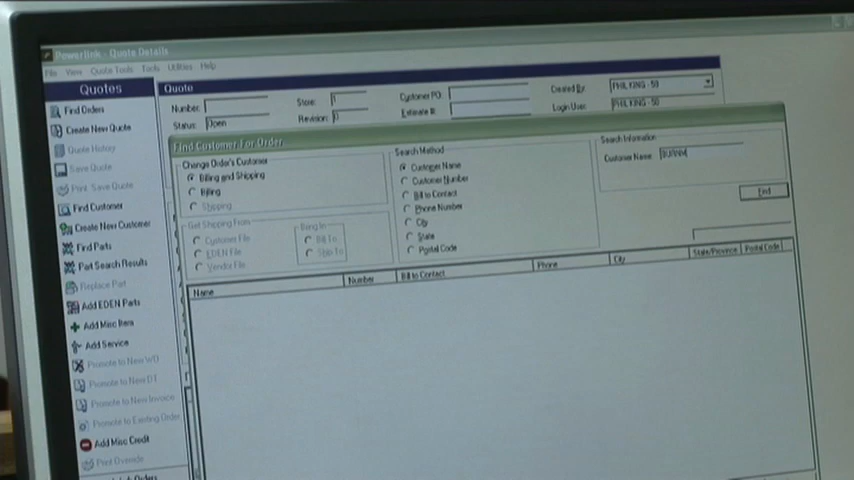 Powerlink - Quote Details
File View Quote Tools Tools Utilities Help
Quotes
Find Orders
Create New Quote
Quote History
Save Quote
Print Save Quote
Find Customer
Create New Customer
Find Parts
Part Search Results
Replace Part
Add EDEN Parts
Add Misc Item
Add Service
Promote to New WO
Promote to New DT
Promote to New Invoice
Promote to Existing Order
Add Misc Credit
Print Override
Orders
Quote
Number:
Store: 1
Customer PO:
Created By: PHIL KING - 50
Status: Open
Revision: 0
Estimate #:
Login User: PHIL KING - 50
Find Customer For Order
Change Order's Customer
Billing and Shipping
Billing
Shipping
Get Shipping From
Customer File
EDEN File
Vendor File
Bring In
Bill To
Ship To
Search Method
Customer Name
Customer Number
Bill to Contact
Phone Number
City
State
Postal Code
Search Information
Customer Name
Find
Name Number Bill to Contact Phone City State/Province Postal Code